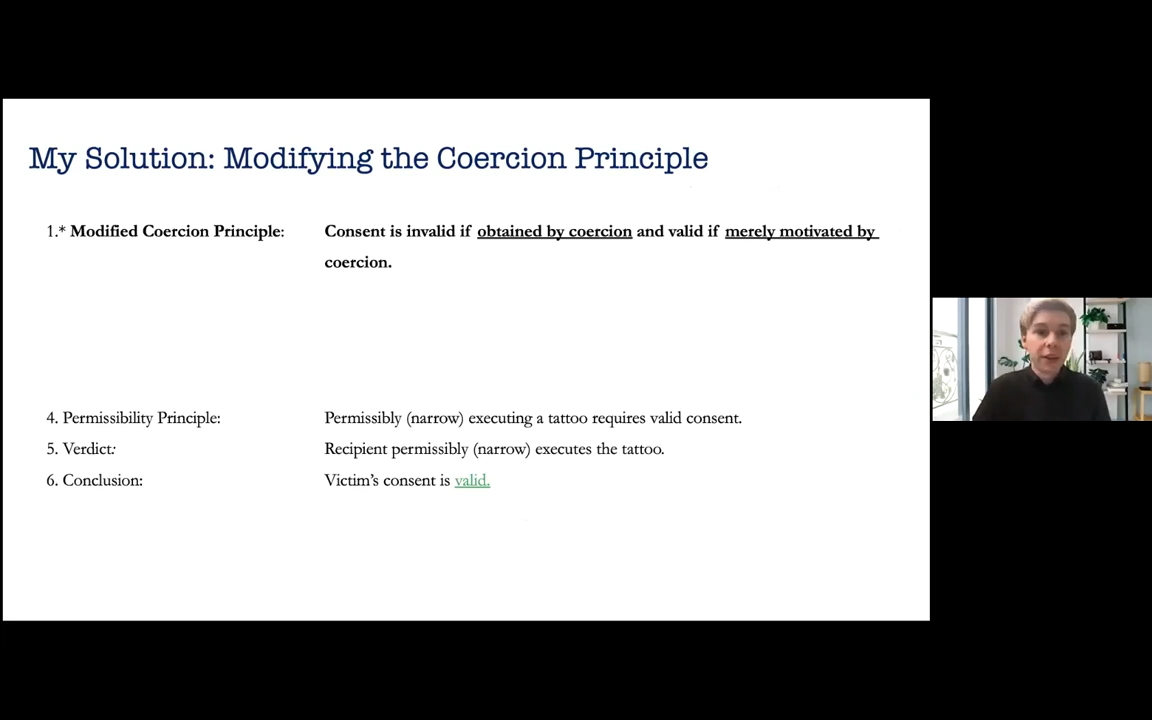 My Solution: Modifying the Coercion Principle
1.* Modified Coercion Principle: Consent is invalid if obtained by coercion and valid if merely motivated by
coercion.
4. Permissibility Principle: Permissibly (narrow) executing a tattoo requires valid consent.
5. Verdict: Recipient permissibly (narrow) executes the tattoo.
6. Conclusion: Victim’s consent is valid.